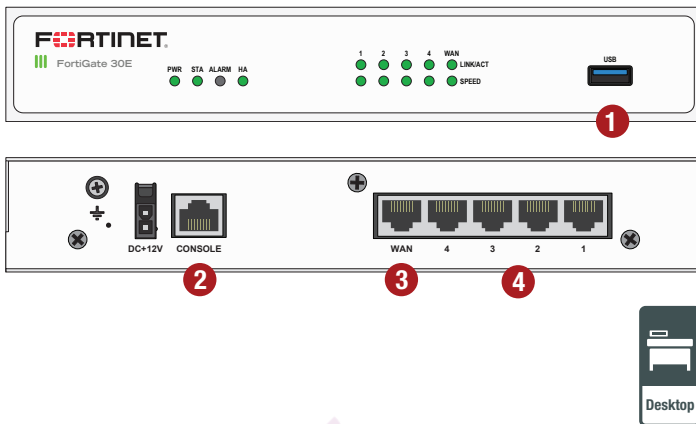 FORTINET.
FortiGate 30E
PWR STA ALARM HA
1 2 3 4 WAN
LINK/ACT
SPEED
USB
1
DC+12V CONSOLE
WAN 4 3 2 1
2 3 4
Desktop